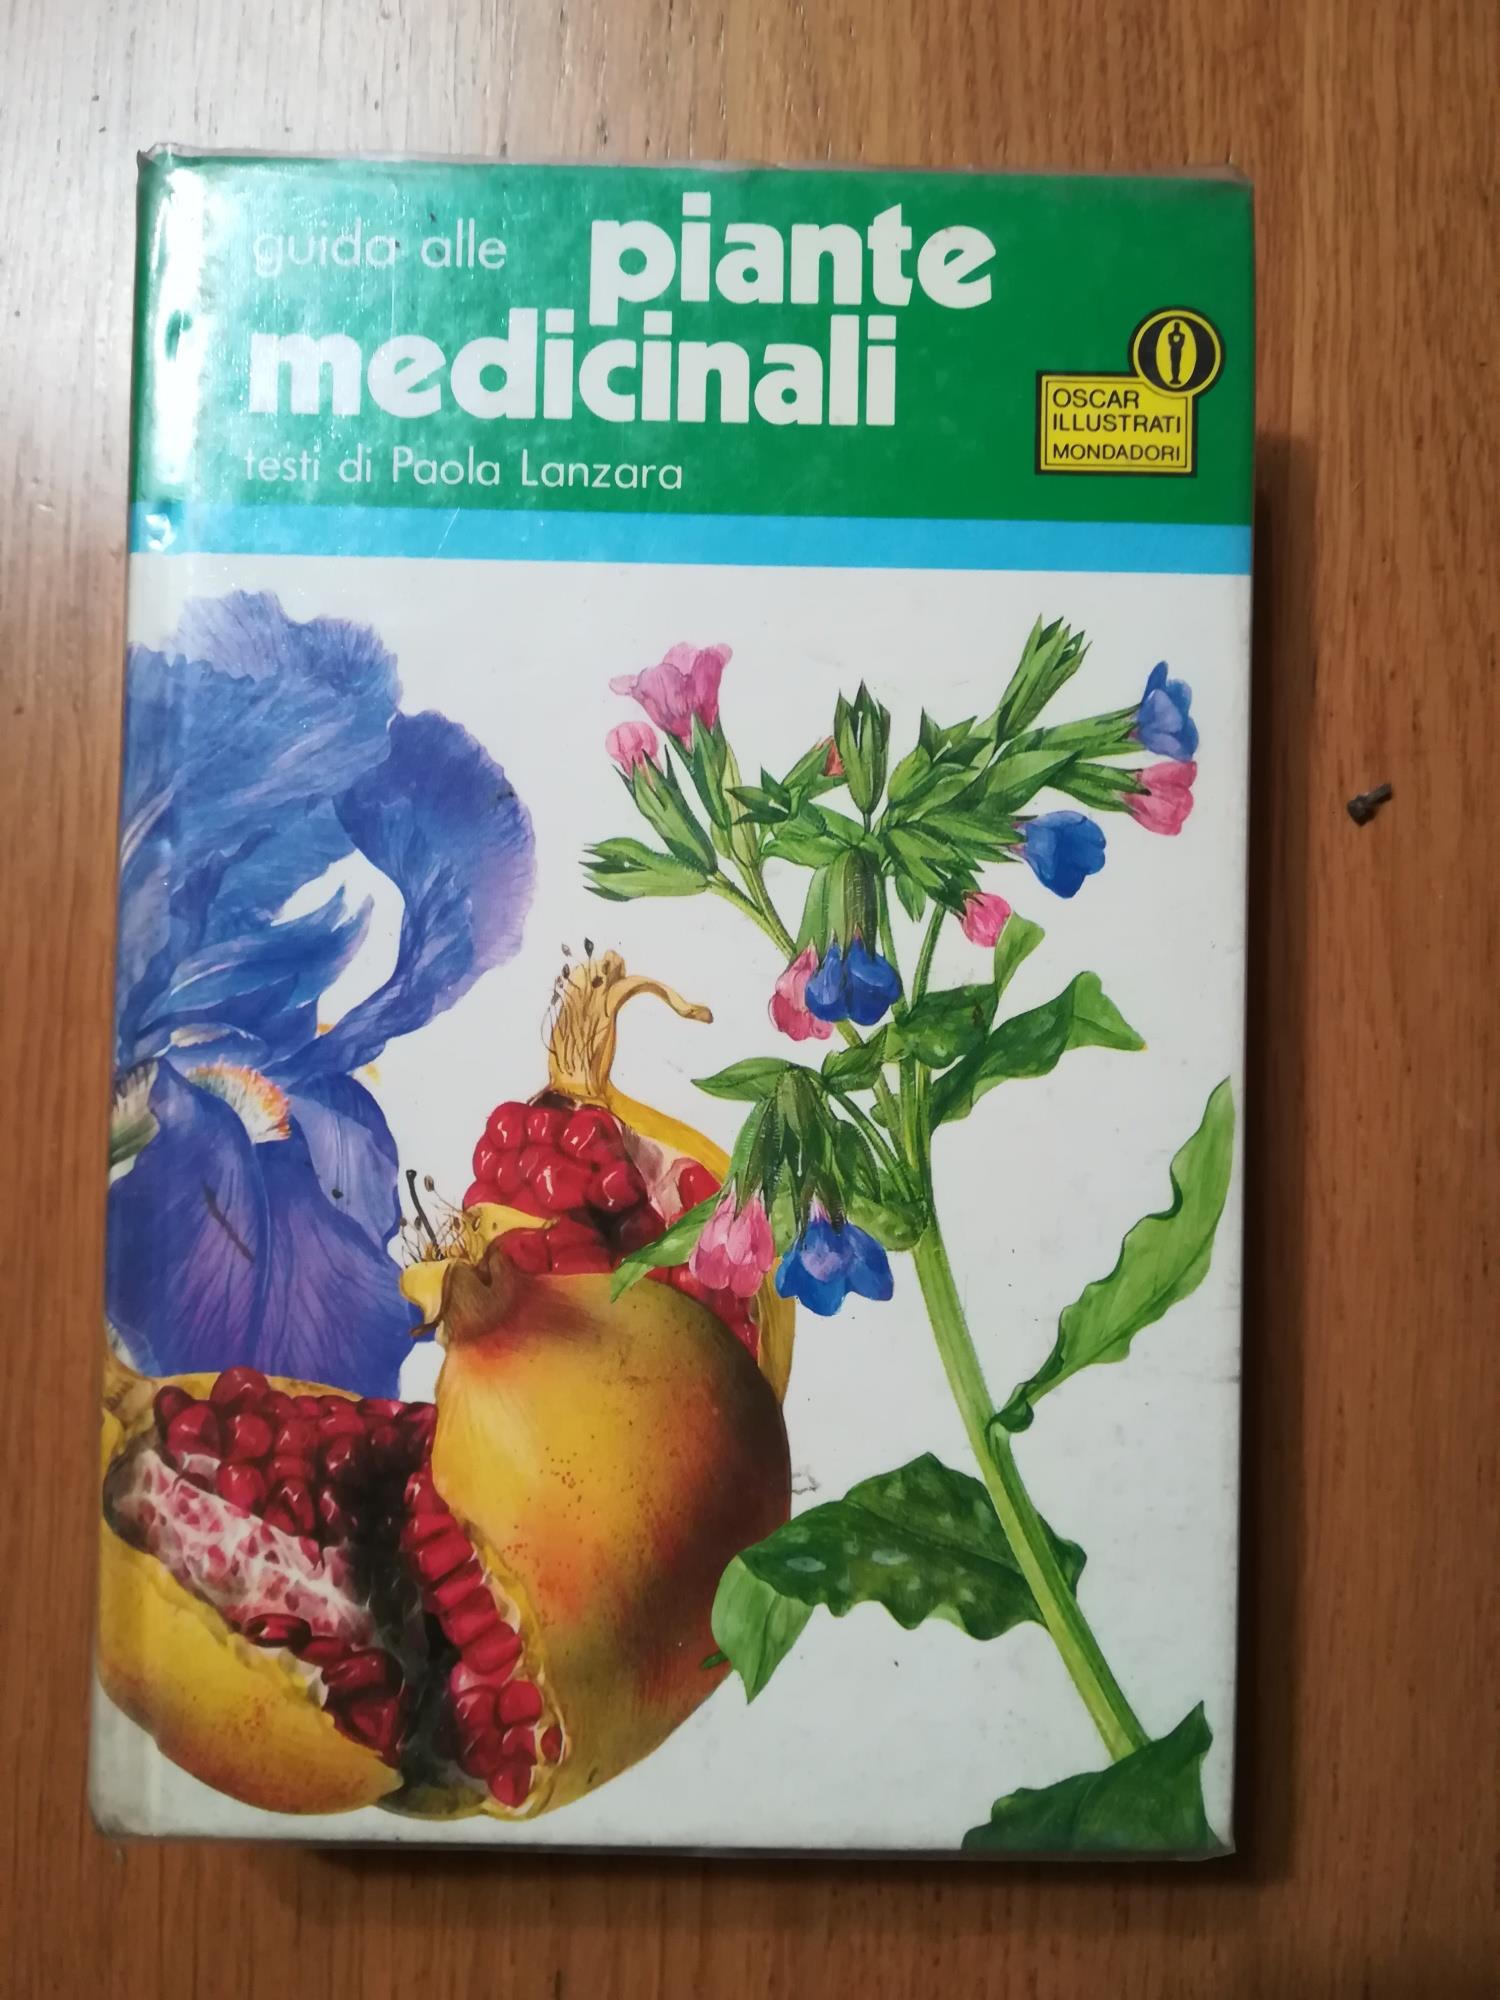 guida alle piante
medicinali
testi di Paola Lanzara
OSCAR
ILLUSTRATI
MONDADORI